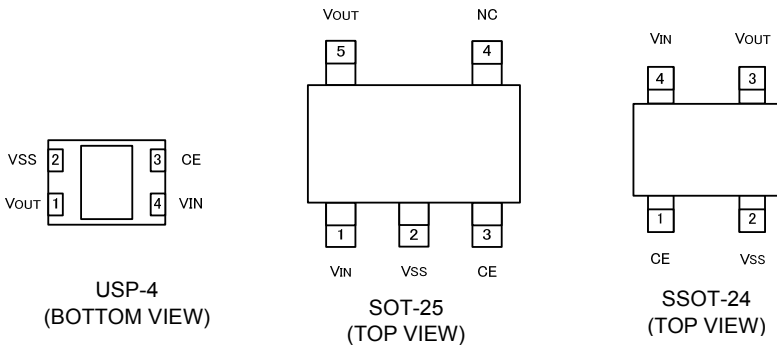 VSS 2 3 CE
VOUT 1 4 VIN
USP-4
(BOTTOM VIEW)
VOUT NC
5 4
1 2 3
VIN VSS CE
SOT-25
(TOP VIEW)
VIN VOUT
4 3
1 2
CE VSS
SSOT-24
(TOP VIEW)